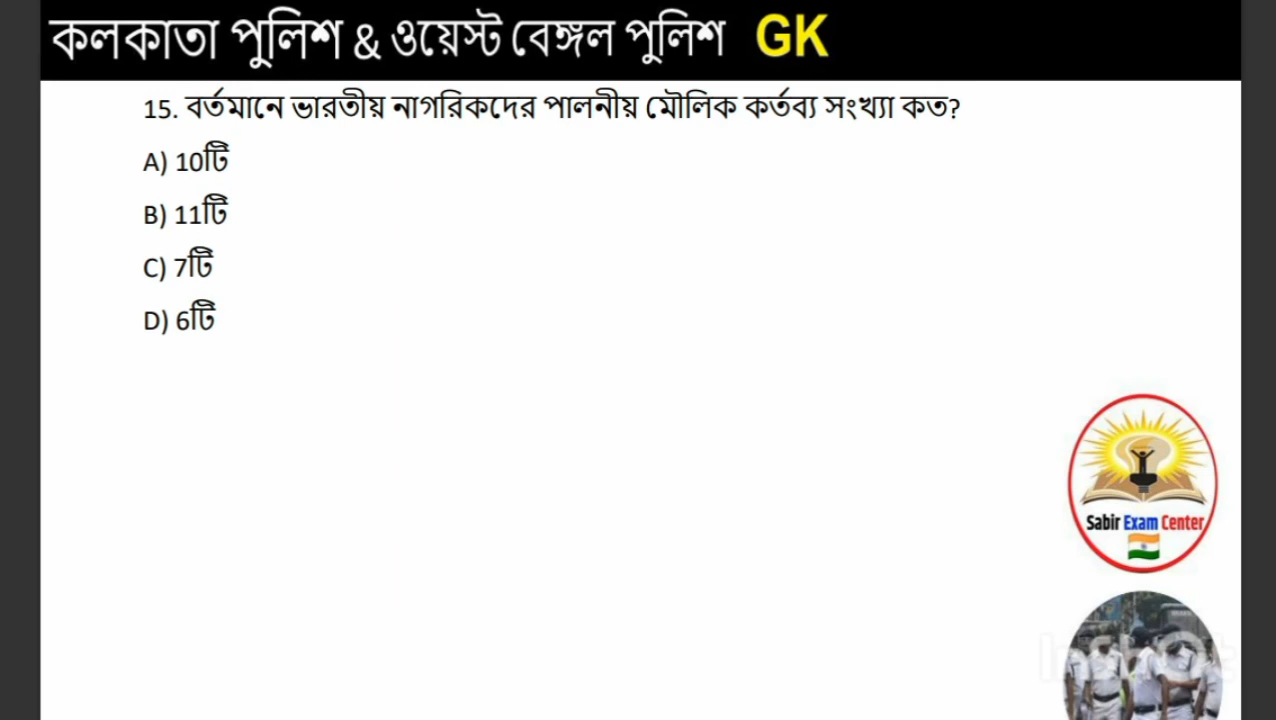 কলকাতা পুলিশ & ওয়েস্ট বেঙ্গল পুলিশ GK
15. বর্তমানে ভারতীয় নাগরিকদের পালনীয় মৌলিক কর্তব্য সংখ্যা কত?
A) 10টি
B) 11টি
C) 7টি
D) 6টি
Sabir Exam Center
InShOt